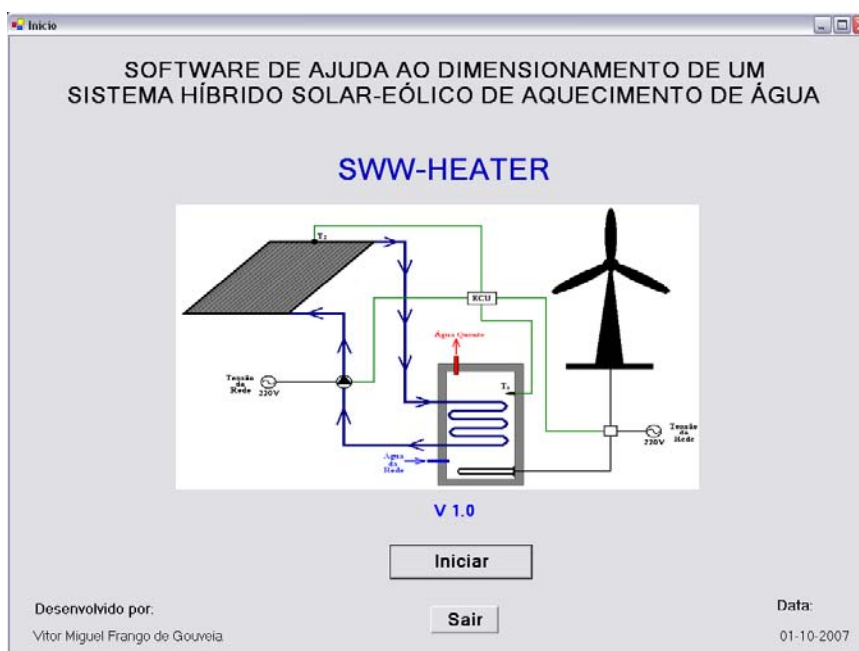 Inicio
SOFTWARE DE AJUDA AO DIMENSIONAMENTO DE UM
SISTEMA HÍBRIDO SOLAR-EÓLICO DE AQUECIMENTO DE ÁGUA
SWW-HEATER
T₂
ECU
Água Quente
T₁
Tensão
da
Rede
220V
Tensão
da
Rede
220V
Água
da
Rede
V 1.0
Iniciar
Desenvolvido por:
Data:
Sair
Vitor Miguel Frango de Gouveia
01-10-2007